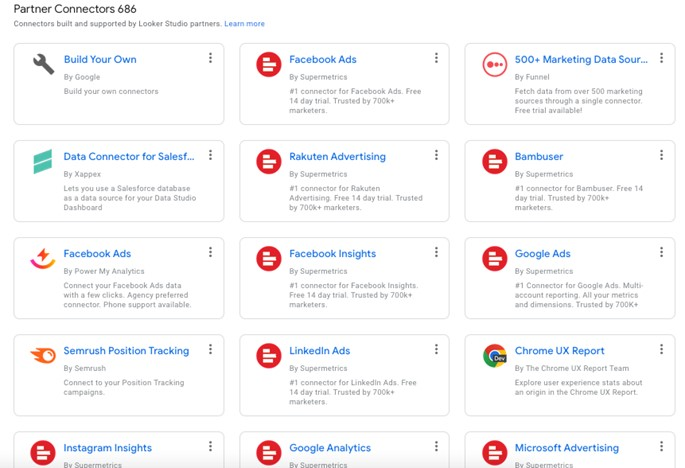 Partner Connectors 686
Connectors built and supported by Looker Studio partners. Learn more
Build Your Own
By Google
Build your own connectors
Facebook Ads
By Supermetrics
#1 connector for Facebook Ads. Free
14 day trial. Trusted by 700k+
marketers.
500+ Marketing Data Sour...
By Funnel
Fetch data from over 500 marketing
sources through a single connector.
Free trial available!
Data Connector for Salesf...
By Xappex
Lets you use a Salesforce database
as a data source for your Data Studio
Dashboard
Rakuten Advertising
By Supermetrics
#1 connector for Rakuten
Advertising. Free 14 day trial. Trusted
by 700k+ marketers.
Bambuser
By Supermetrics
#1 connector for Bambuser. Free 14
day trial. Trusted by 700k+
marketers.
Facebook Ads
By Power My Analytics
Connect your Facebook Ads data
with a few clicks. Agency preferred
connector. Phone support available.
Facebook Insights
By Supermetrics
#1 connector for Facebook Insights.
Free 14 day trial. Trusted by 700k+
marketers.
Google Ads
By Supermetrics
#1 Connector for Google Ads. Multi-
account reporting. All your metrics
and dimensions. Trusted by 700K+
Semrush Position Tracking
By Semrush
Connect to your Position Tracking
campaigns.
LinkedIn Ads
By Supermetrics
#1 connector for LinkedIn Ads. Free
14 day trial. Trusted by 700k+
marketers.
Dev
Chrome UX Report
By The Chrome UX Report Team
Explore user experience stats about
an origin in the Chrome UX Report.
Instagram Insights
By Supermetrics
Google Analytics
By Supermetrics
Microsoft Advertising
By Supermetrics